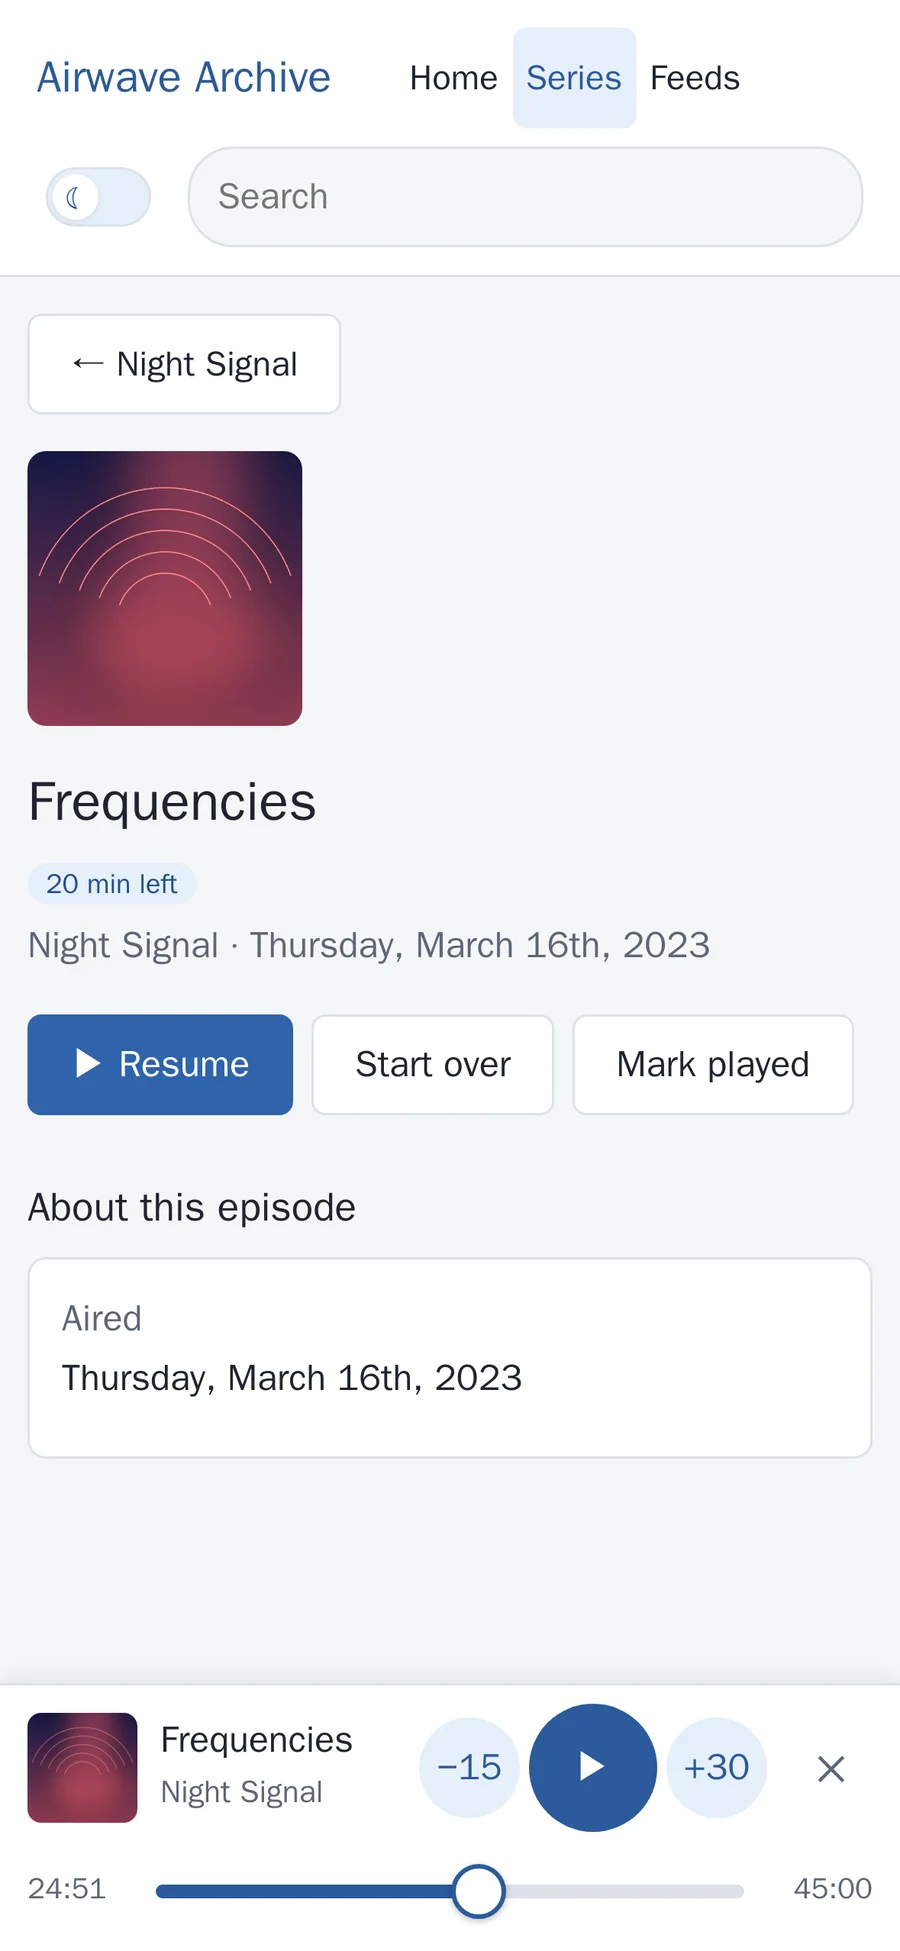 Airwave Archive Home Series Feeds
Search
← Night Signal
Frequencies
20 min left
Night Signal · Thursday, March 16th, 2023
▶ Resume Start over Mark played
About this episode
Aired
Thursday, March 16th, 2023
Frequencies
Night Signal
−15 +30
24:51 45:00